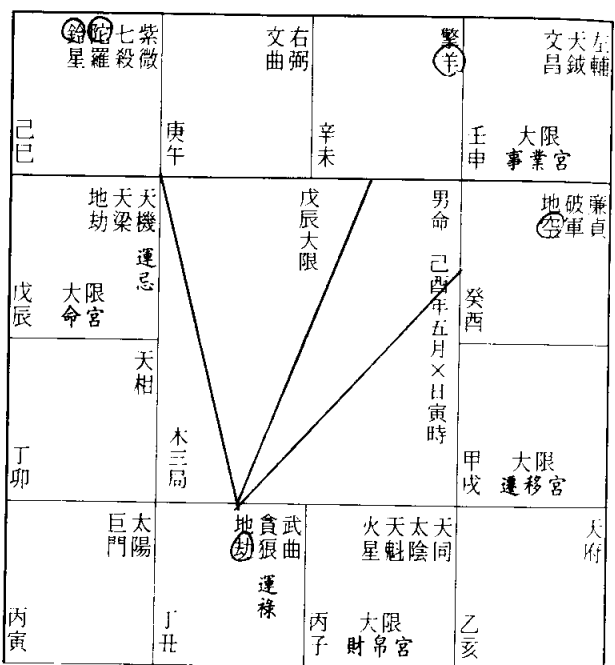 左輔
天鉞
文昌
大限
事業宮
壬申
擎羊
辛未
右弼
文曲
庚午
紫微
七殺
陀羅
鈴星
己巳
廉貞
破軍
地空
癸酉
男命 己酉年五月×日寅時
戊辰大限
木三局
天機
天梁
地劫
運忌
大限
命宮
戊辰
大限
遷移宮
甲戌
天相
丁卯
天府
乙亥
天同
太陰
天魁
火星
大限
財帛宮
丙子
武曲
貪狼
地劫
運祿
丁丑
太陽
巨門
丙寅